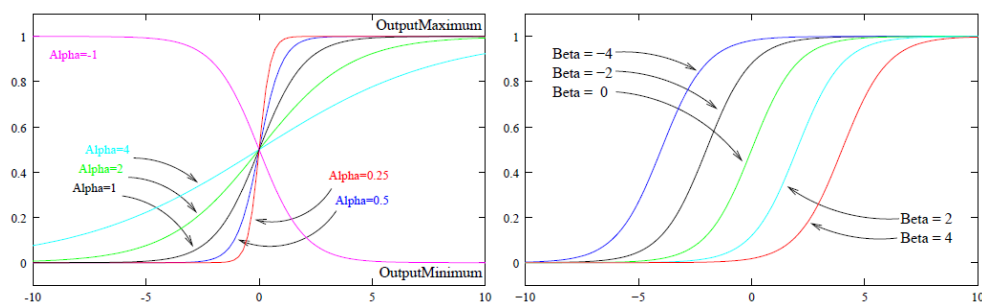 OutputMaximum
1
Alpha=-1
0.8
0.6
Alpha=4
Alpha=2
Alpha=1
0.4
Alpha=0.25
Alpha=0.5
0.2
0
OutputMinimum
-10
-5
0
5
10
1
Beta = −4
Beta = −2
Beta = 0
0.8
0.6
0.4
0.2
Beta = 2
Beta = 4
0
−10
−5
0
5
10